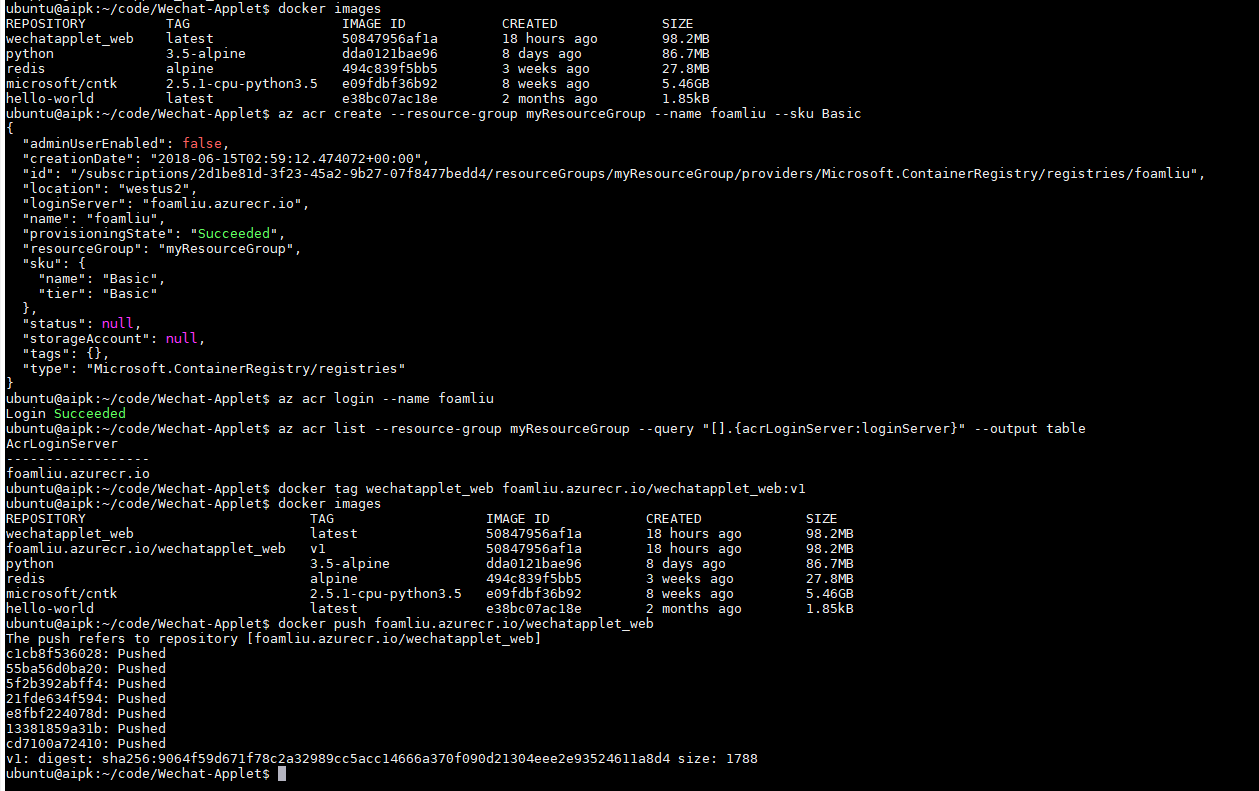 ubuntu@aipk:~/code/Wechat-Applet$ docker images
REPOSITORY          TAG                   IMAGE ID            CREATED             SIZE
wechatapplet_web    latest                50847956af1a        18 hours ago        98.2MB
python              3.5-alpine            dda0121bae96        8 days ago          86.7MB
redis               alpine                494c839f5bb5        3 weeks ago         27.8MB
microsoft/cntk      2.5.1-cpu-python3.5   e09fdbf36b92        8 weeks ago         5.46GB
hello-world         latest                e38bc07ac18e        2 months ago        1.85kB
ubuntu@aipk:~/code/Wechat-Applet$ az acr create --resource-group myResourceGroup --name foamliu --sku Basic
{
  "adminUserEnabled": false,
  "creationDate": "2018-06-15T02:59:12.474072+00:00",
  "id": "/subscriptions/2d1be81d-3f23-45a2-9b27-07f8477bedd4/resourceGroups/myResourceGroup/providers/Microsoft.ContainerRegistry/registries/foamliu",
  "location": "westus2",
  "loginServer": "foamliu.azurecr.io",
  "name": "foamliu",
  "provisioningState": "Succeeded",
  "resourceGroup": "myResourceGroup",
  "sku": {
    "name": "Basic",
    "tier": "Basic"
  },
  "status": null,
  "storageAccount": null,
  "tags": {},
  "type": "Microsoft.ContainerRegistry/registries"
}
ubuntu@aipk:~/code/Wechat-Applet$ az acr login --name foamliu
Login Succeeded
ubuntu@aipk:~/code/Wechat-Applet$ az acr list --resource-group myResourceGroup --query "[].{acrLoginServer:loginServer}" --output table
AcrLoginServer
------------------
foamliu.azurecr.io
ubuntu@aipk:~/code/Wechat-Applet$ docker tag wechatapplet_web foamliu.azurecr.io/wechatapplet_web:v1
ubuntu@aipk:~/code/Wechat-Applet$ docker images
REPOSITORY                            TAG                   IMAGE ID            CREATED             SIZE
wechatapplet_web                      latest                50847956af1a        18 hours ago        98.2MB
foamliu.azurecr.io/wechatapplet_web   v1                    50847956af1a        18 hours ago        98.2MB
python                                3.5-alpine            dda0121bae96        8 days ago          86.7MB
redis                                 alpine                494c839f5bb5        3 weeks ago         27.8MB
microsoft/cntk                        2.5.1-cpu-python3.5   e09fdbf36b92        8 weeks ago         5.46GB
hello-world                           latest                e38bc07ac18e        2 months ago        1.85kB
ubuntu@aipk:~/code/Wechat-Applet$ docker push foamliu.azurecr.io/wechatapplet_web
The push refers to repository [foamliu.azurecr.io/wechatapplet_web]
c1cb8f536028: Pushed
55ba56d0ba20: Pushed
5f2b392abff4: Pushed
21fde634f594: Pushed
e8fbf224078d: Pushed
13381859a31b: Pushed
cd7100a72410: Pushed
v1: digest: sha256:9064f59d671f78c2a32989cc5acc14666a370f090d21304eee2e93524611a8d4 size: 1788
ubuntu@aipk:~/code/Wechat-Applet$